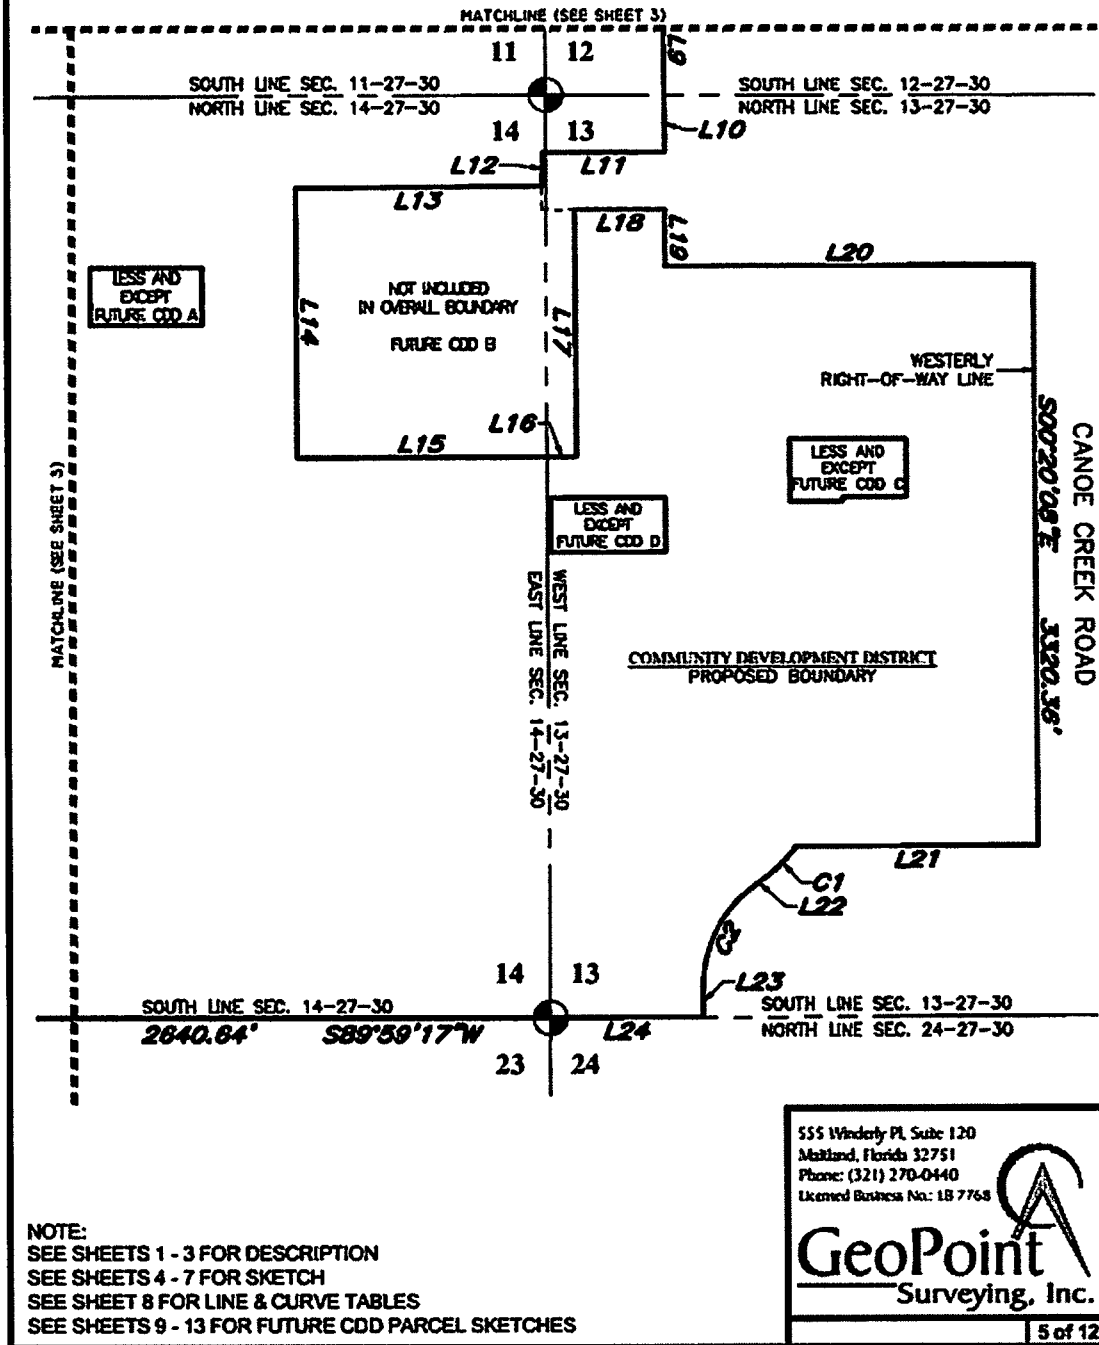 MATCHLINE (SEE SHEET 3)
11
12
L9
SOUTH LINE SEC. 11-27-30
NORTH LINE SEC. 14-27-30
SOUTH LINE SEC. 12-27-30
NORTH LINE SEC. 13-27-30
14
13
L10
L12
L11
L13
L18
L19
L20
LESS AND
EXCEPT
FUTURE CDD A
NOT INCLUDED
IN OVERALL BOUNDARY
FUTURE CDD B
L14
L17
WESTERLY
RIGHT-OF-WAY LINE
L16
L15
LESS AND
EXCEPT
FUTURE CDD C
S00°20'08"E 3320.36'
CANOE CREEK ROAD
MATCHLINE (SEE SHEET 3)
LESS AND
EXCEPT
FUTURE CDD D
WEST LINE SEC. 13-27-30
EAST LINE SEC. 14-27-30
COMMUNITY DEVELOPMENT DISTRICT
PROPOSED BOUNDARY
L21
C1
L22
14
13
L23
SOUTH LINE SEC. 14-27-30
2640.64' S89°59'17"W
L24
SOUTH LINE SEC. 13-27-30
NORTH LINE SEC. 24-27-30
23
24
555 Winderly Pl, Suite 120
Maitland, Florida 32751
Phone: (321) 270-0440
Licensed Business No.: LB 7768
GeoPoint
Surveying, Inc.
NOTE:
SEE SHEETS 1 - 3 FOR DESCRIPTION
SEE SHEETS 4 - 7 FOR SKETCH
SEE SHEET 8 FOR LINE & CURVE TABLES
SEE SHEETS 9 - 13 FOR FUTURE CDD PARCEL SKETCHES
5 of 12